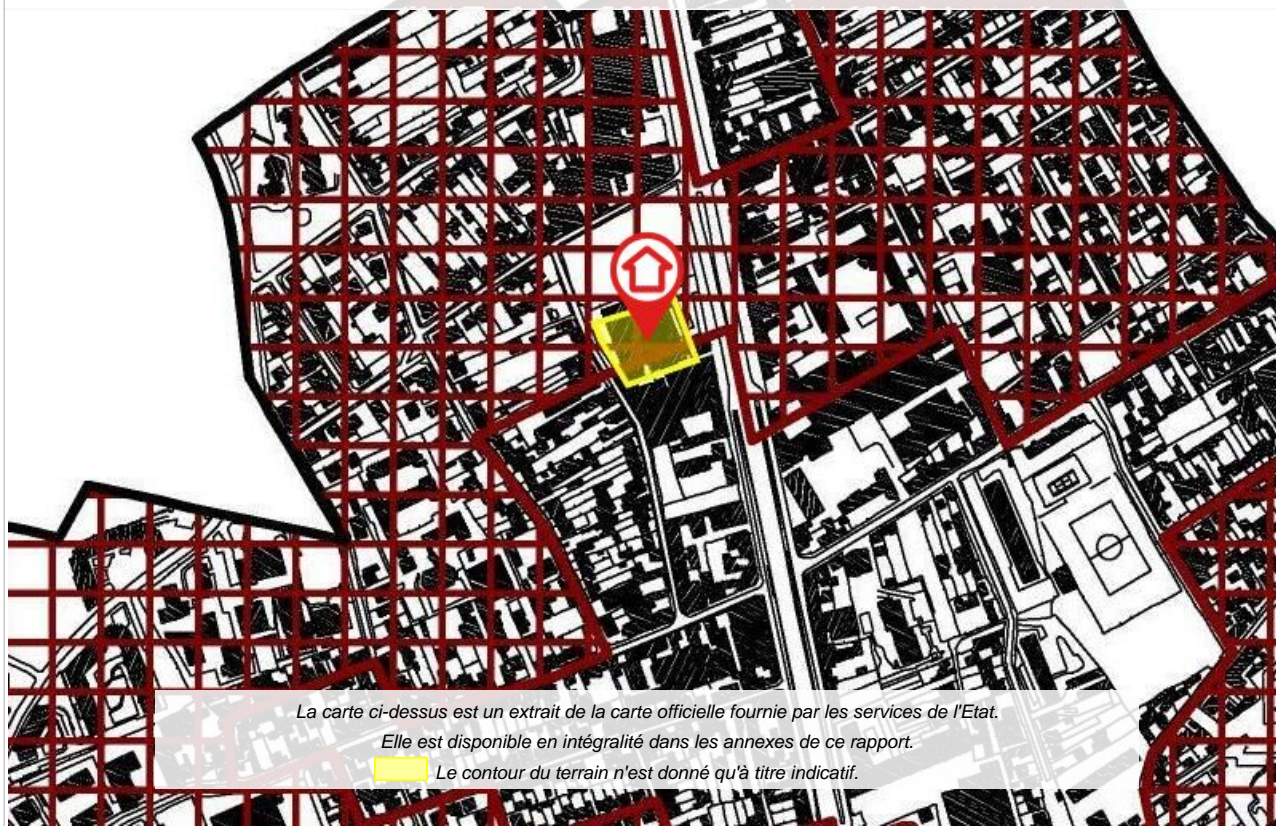 La carte ci-dessus est un extrait de la carte officielle fournie par les services de l'Etat.
Elle est disponible en intégralité dans les annexes de ce rapport.
Le contour du terrain n'est donné qu'à titre indicatif.